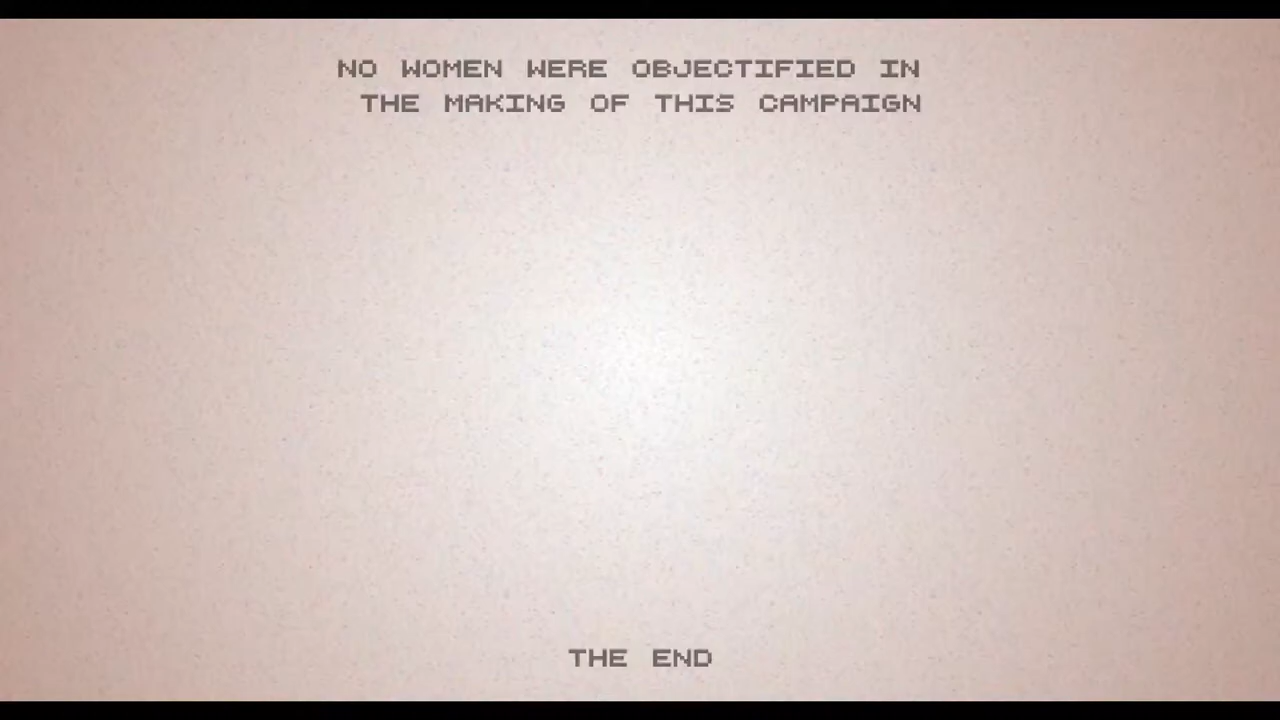 NO WOMEN WERE OBJECTIFIED IN
THE MAKING OF THIS CAMPAIGN
THE END